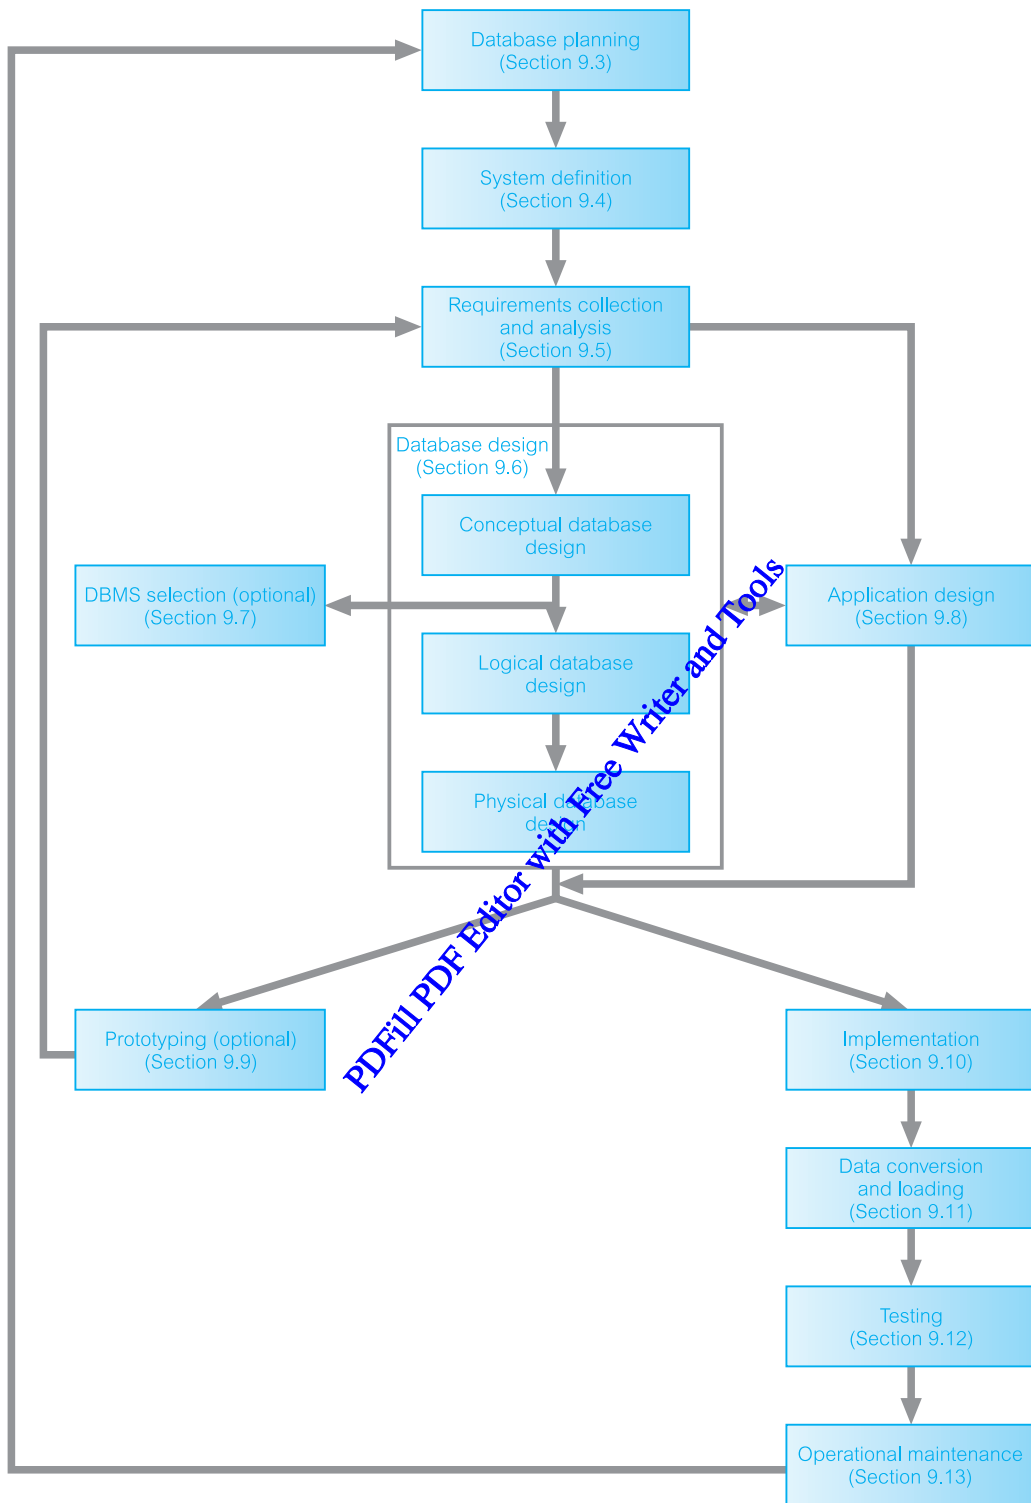 Database planning
(Section 9.3)
System definition
(Section 9.4)
Requirements collection
and analysis
(Section 9.5)
Database design
(Section 9.6)
Conceptual database
design
DBMS selection (optional)
(Section 9.7)
Application design
(Section 9.8)
Logical database
design
Physical database
design
PDFill PDF Editor with Free Writer and Tools
Prototyping (optional)
(Section 9.9)
Implementation
(Section 9.10)
Data conversion
and loading
(Section 9.11)
Testing
(Section 9.12)
Operational maintenance
(Section 9.13)